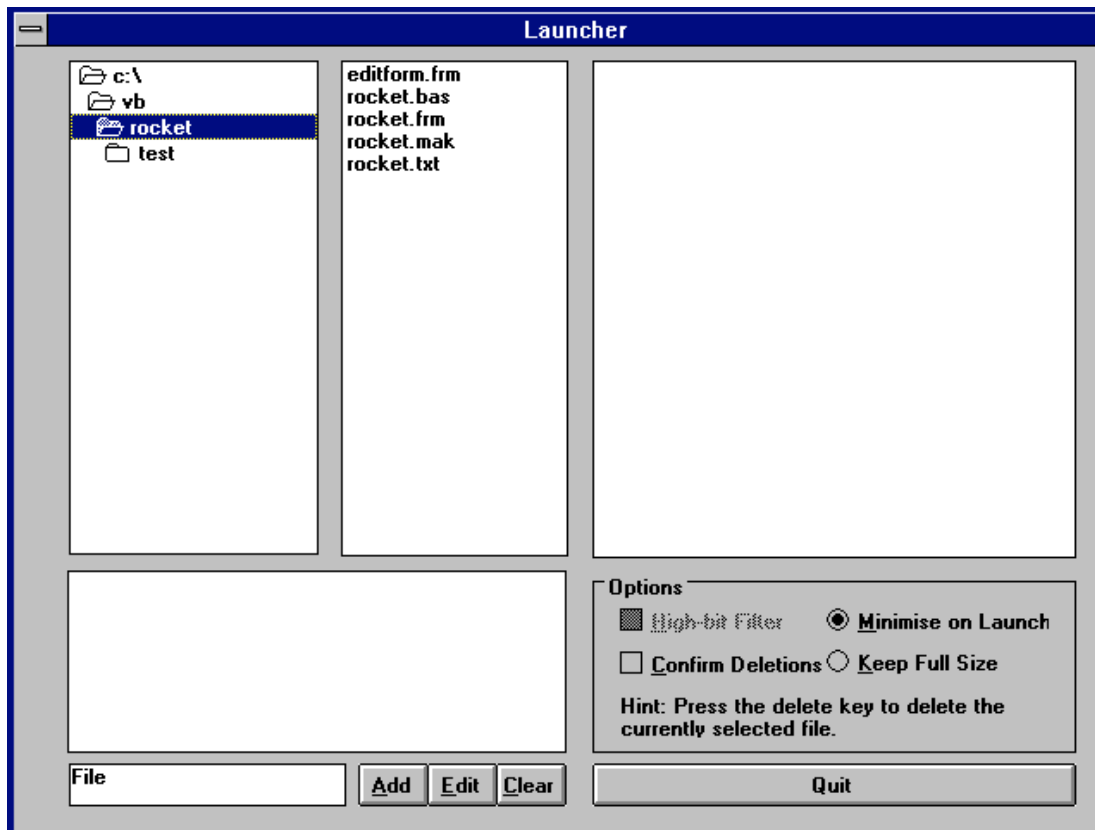 Launcher
c:\
vb
rocket
test
editform.frm
rocket.bas
rocket.frm
rocket.mak
rocket.txt
Options
High-bit Filter
Minimise on Launch
Confirm Deletions
Keep Full Size
Hint: Press the delete key to delete the
currently selected file.
File
Add
Edit
Clear
Quit